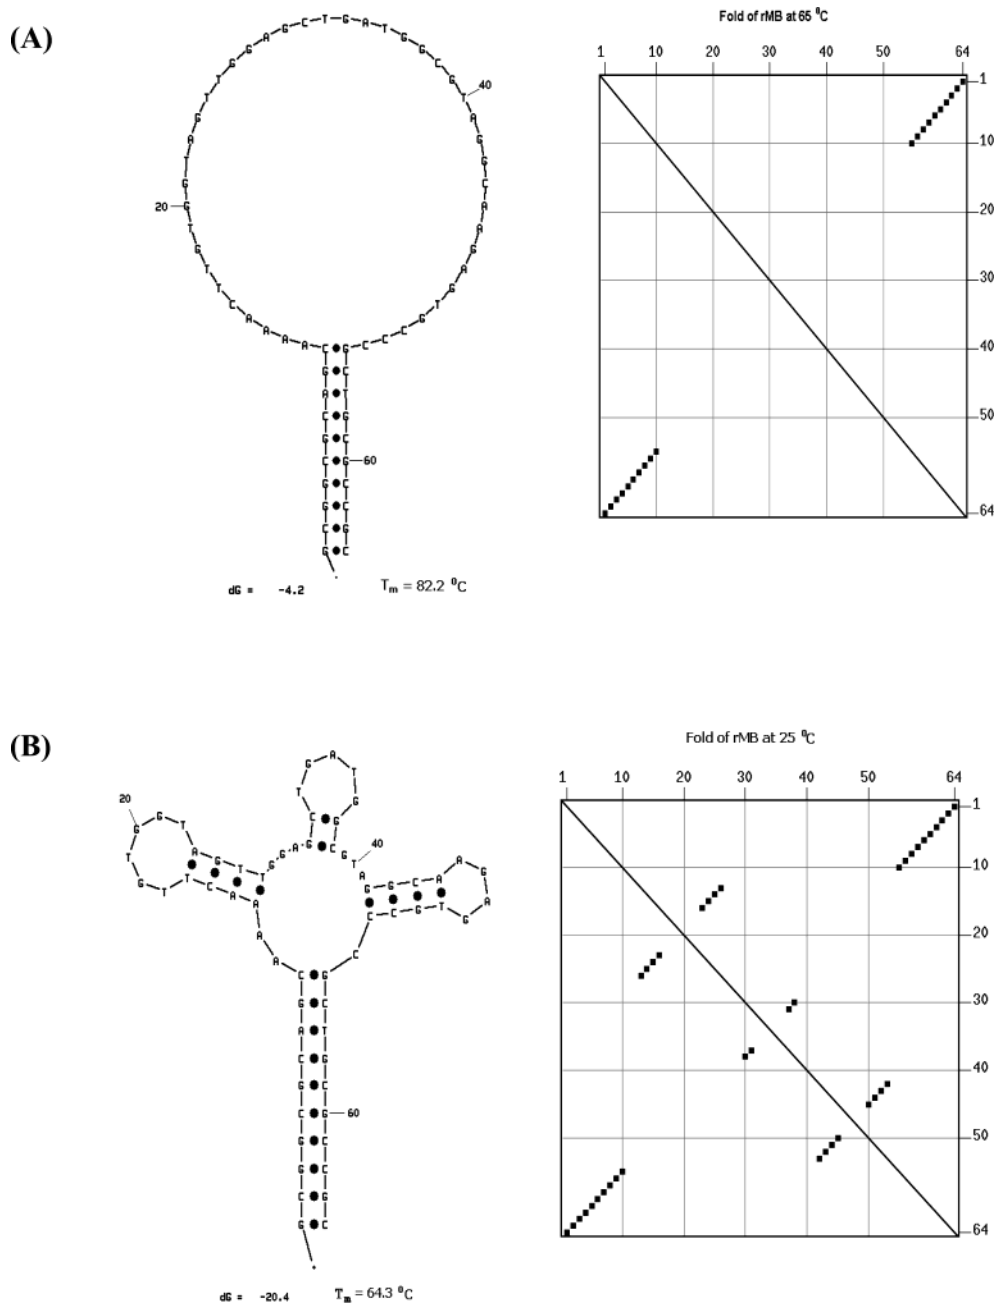 (A)
GCGGCGCAGCAAAACTTGTGGTAGTTGGAGCTGATGGCGTAGGCAAGAGTGCCCGCTGCGCCGC
20
40
60
dG = -4.2
Tm = 82.2 ⁰C
Fold of rMB at 65 ⁰C
1 10 20 30 40 50 64
1
10
20
30
40
50
64
(B)
GCGGCGCAGCAAAACTTGTGGTAGTTGGAGCTGATGGCGTAGGCAAGAGTGCCCGCTGCGCCGC
20
40
60
dG = -20.4
Tm = 64.3 ⁰C
Fold of rMB at 25 ⁰C
1 10 20 30 40 50 64
1
10
20
30
40
50
64